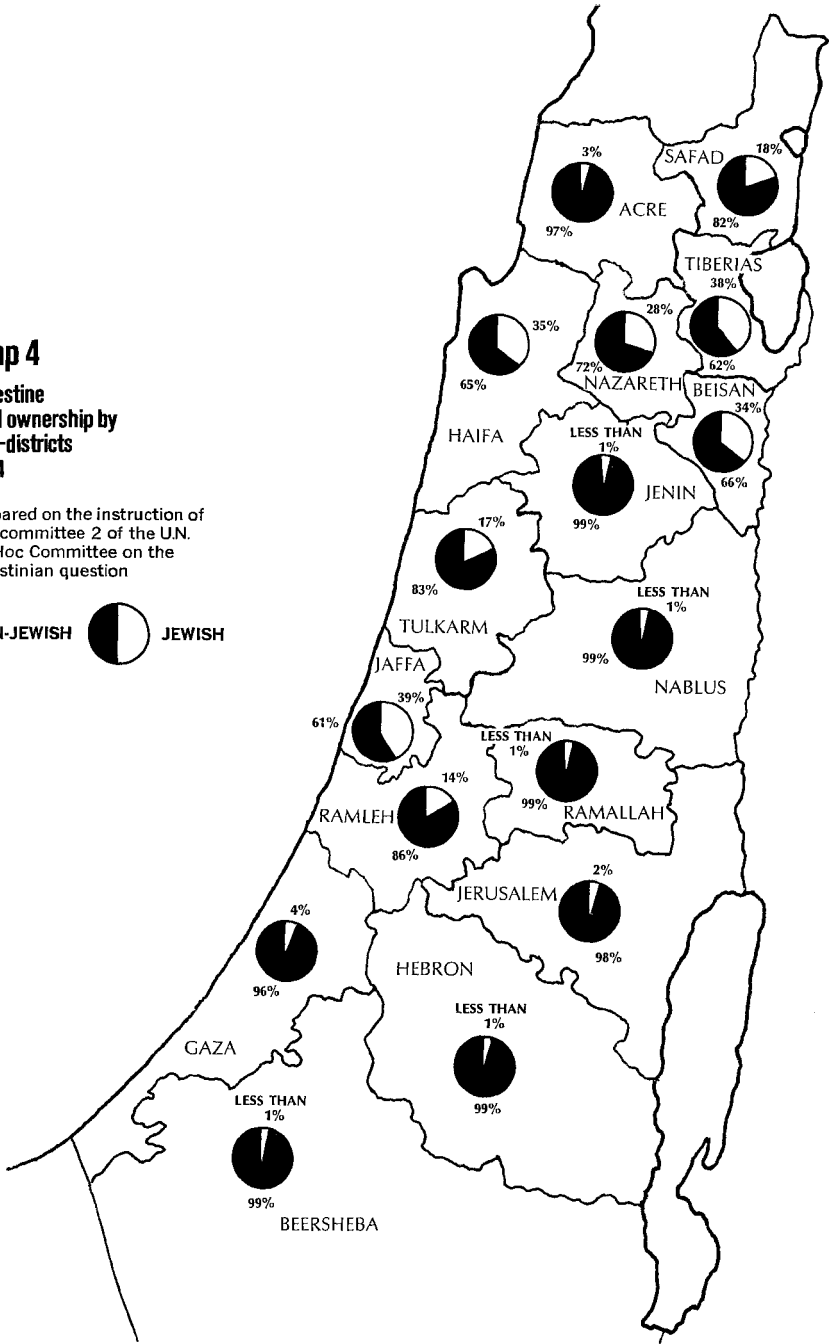 3%
SAFAD
18%
ACRE
97%
82%
TIBERIAS
38%
35%
28%
62%
65%
72%
NAZARETH
BEISAN
34%
HAIFA
LESS THAN
1%
66%
JENIN
99%
np 4
estine
ownership by
-districts
pared on the instruction of
committee 2 of the U.N.
Hoc Committee on the
stinian question
N-JEWISH
JEWISH
17%
83%
TULKARM
LESS THAN
1%
99%
NABLUS
JAFFA
39%
61%
LESS THAN
1%
99%
RAMALLAH
14%
RAMLEH
86%
2%
JERUSALEM
98%
4%
96%
GAZA
HEBRON
LESS THAN
1%
99%
LESS THAN
1%
99%
BEERSHEBA